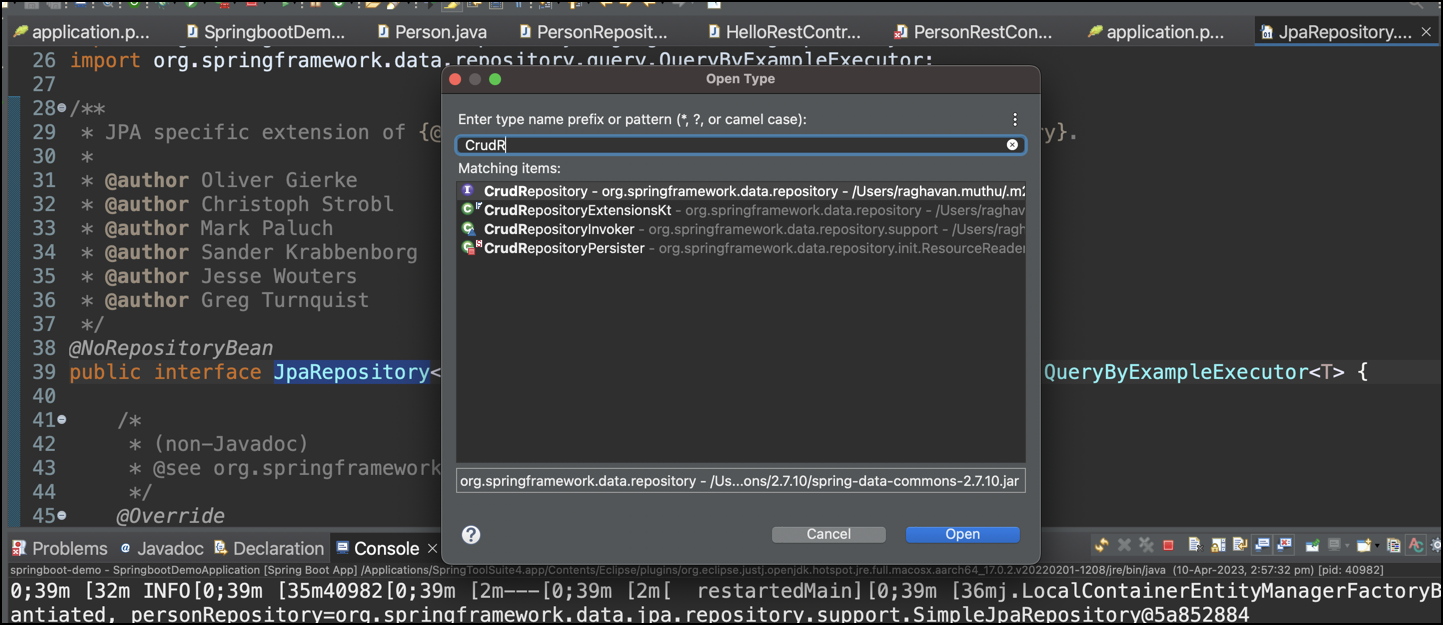 application.p...
SpringbootDem...
Person.java
PersonReposit...
HelloRestContr...
PersonRestCon...
application.p...
JpaRepository....
26 import org.springframework.data.repository.query.QueryByExampleExecutor;
27
28 /**
29 * JPA specific extension of {@ y}.
30 *
31 * @author Oliver Gierke
32 * @author Christoph Strobl
33 * @author Mark Paluch
34 * @author Sander Krabbenborg
35 * @author Jesse Wouters
36 * @author Greg Turnquist
37 */
38 @NoRepositoryBean
39 public interface JpaRepository< QueryByExampleExecutor<T> {
40
41 /*
42 * (non-Javadoc)
43 * @see org.springframework
44 */
45 @Override
Open Type
Enter type name prefix or pattern (*, ?, or camel case):
CrudR
Matching items:
CrudRepository - org.springframework.data.repository - /Users/raghavan.muthu/.m2
CrudRepositoryExtensionsKt - org.springframework.data.repository - /Users/raghav
CrudRepositoryInvoker - org.springframework.data.repository.support - /Users/ragh
CrudRepositoryPersister - org.springframework.data.repository.init.ResourceReader
org.springframework.data.repository - /Us...ons/2.7.10/spring-data-commons-2.7.10.jar
? Cancel Open
Problems @ Javadoc Declaration Console
springboot-demo - SpringbootDemoApplication [Spring Boot App] /Applications/SpringToolSuite4.app/Contents/Eclipse/plugins/org.eclipse.justj.openjdk.hotspot.jre.full.macosx.aarch64_17.0.2.v20220201-1208/jre/bin/java (10-Apr-2023, 2:57:32 pm) [pid: 40982]
0;39m [32m INFO[0;39m [35m40982[0;39m [2m---[0;39m [2m[ restartedMain][0;39m [36mj.LocalContainerEntityManagerFactoryB
antiated, personRepository=org.springframework.data.jpa.repository.support.SimpleJpaRepository@5a852884